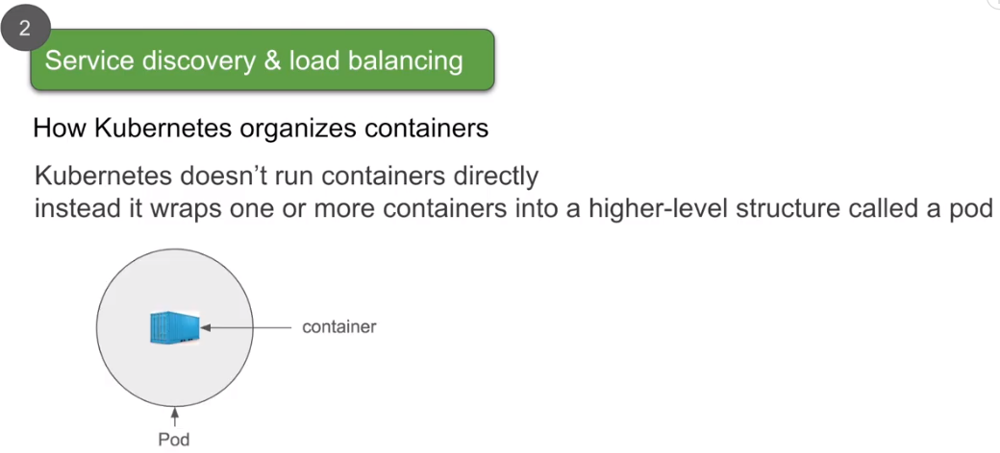 2
Service discovery & load balancing
How Kubernetes organizes containers
Kubernetes doesn’t run containers directly
instead it wraps one or more containers into a higher-level structure called a pod
container
Pod